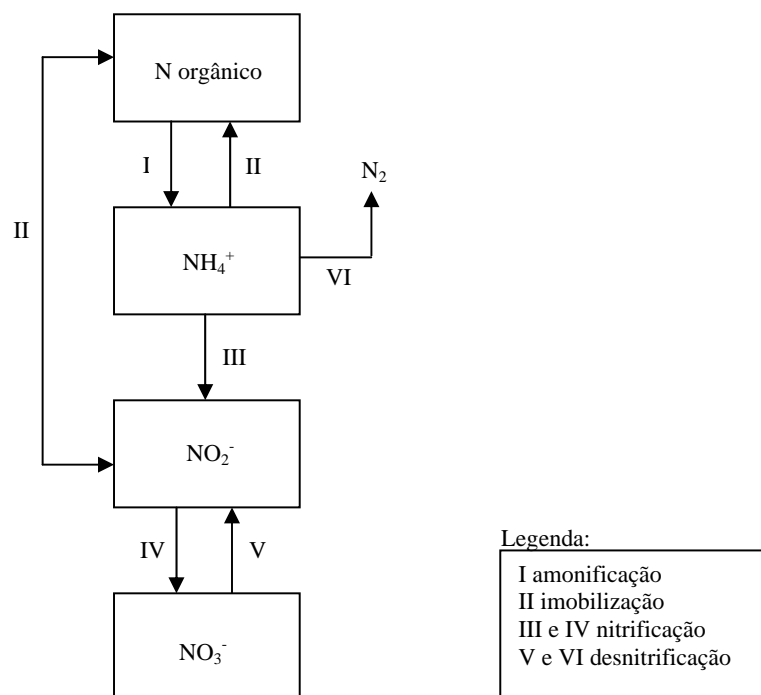 N orgânico
I
II
N₂
II
NH₄⁺
VI
III
NO₂⁻
IV
V
NO₃⁻
Legenda:
I amonificação
II imobilização
III e IV nitrificação
V e VI desnitrificação